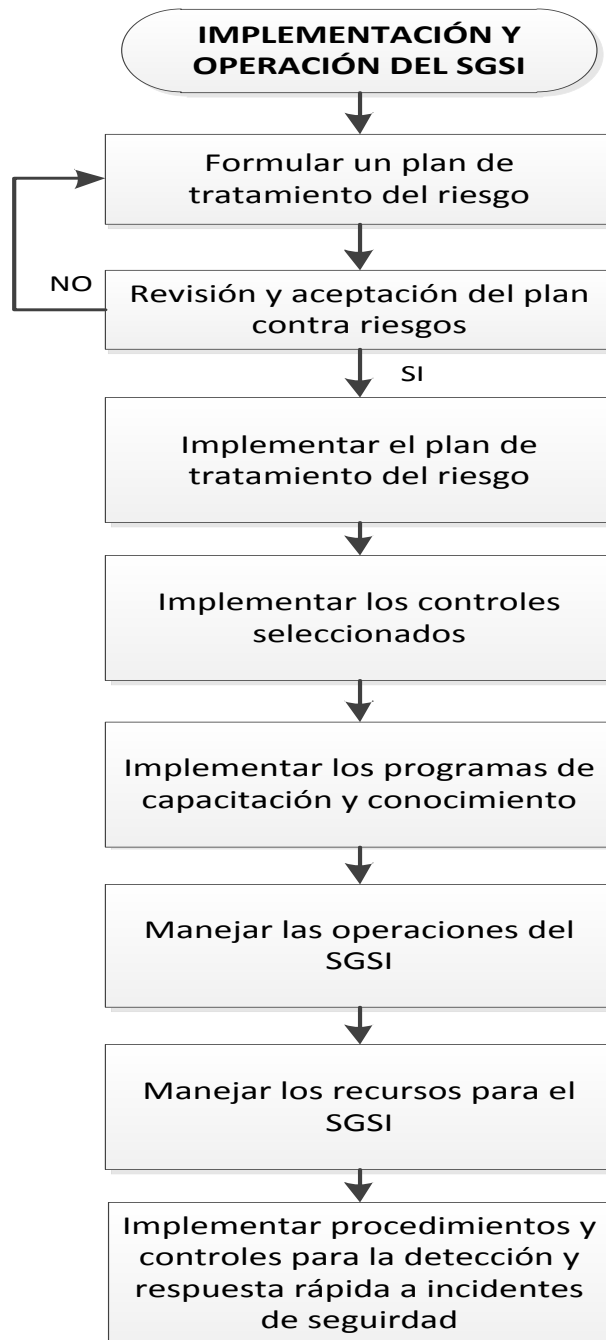 IMPLEMENTACIÓN Y
OPERACIÓN DEL SGSI
Formular un plan de
tratamiento del riesgo
NO
Revisión y aceptación del plan
contra riesgos
SI
Implementar el plan de
tratamiento del riesgo
Implementar los controles
seleccionados
Implementar los programas de
capacitación y conocimiento
Manejar las operaciones del
SGSI
Manejar los recursos para el
SGSI
Implementar procedimientos y
controles para la detección y
respuesta rápida a incidentes
de seguirdad